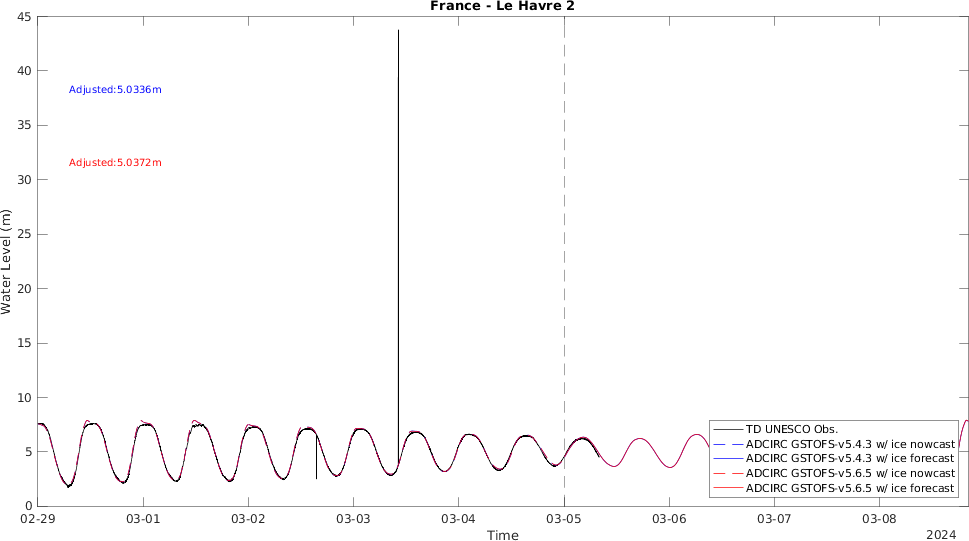 France - Le Havre 2
45
40
35
30
25
20
15
10
5
0
Water Level (m)
Adjusted:5.0336m
Adjusted:5.0372m
TD UNESCO Obs.
ADCIRC GSTOFS-v5.4.3 w/ ice nowcast
ADCIRC GSTOFS-v5.4.3 w/ ice forecast
ADCIRC GSTOFS-v5.6.5 w/ ice nowcast
ADCIRC GSTOFS-v5.6.5 w/ ice forecast
02-29 03-01 03-02 03-03 03-04 03-05 03-06 03-07 03-08
Time
2024